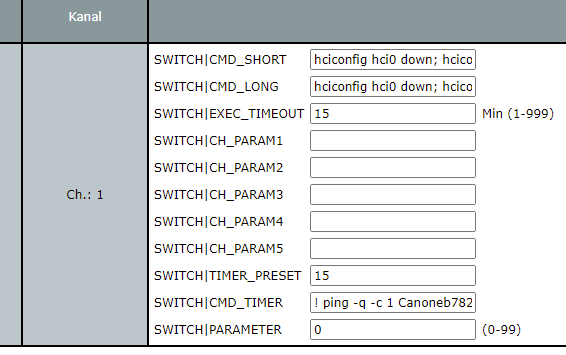 Kanal
Ch.: 1
SWITCH|CMD_SHORT hciconfig hci0 down; hcico
SWITCH|CMD_LONG hciconfig hci0 down; hcico
SWITCH|EXEC_TIMEOUT 15 Min (1-999)
SWITCH|CH_PARAM1
SWITCH|CH_PARAM2
SWITCH|CH_PARAM3
SWITCH|CH_PARAM4
SWITCH|CH_PARAM5
SWITCH|TIMER_PRESET 15
SWITCH|CMD_TIMER ! ping -q -c 1 Canoneb782
SWITCH|PARAMETER 0 (0-99)